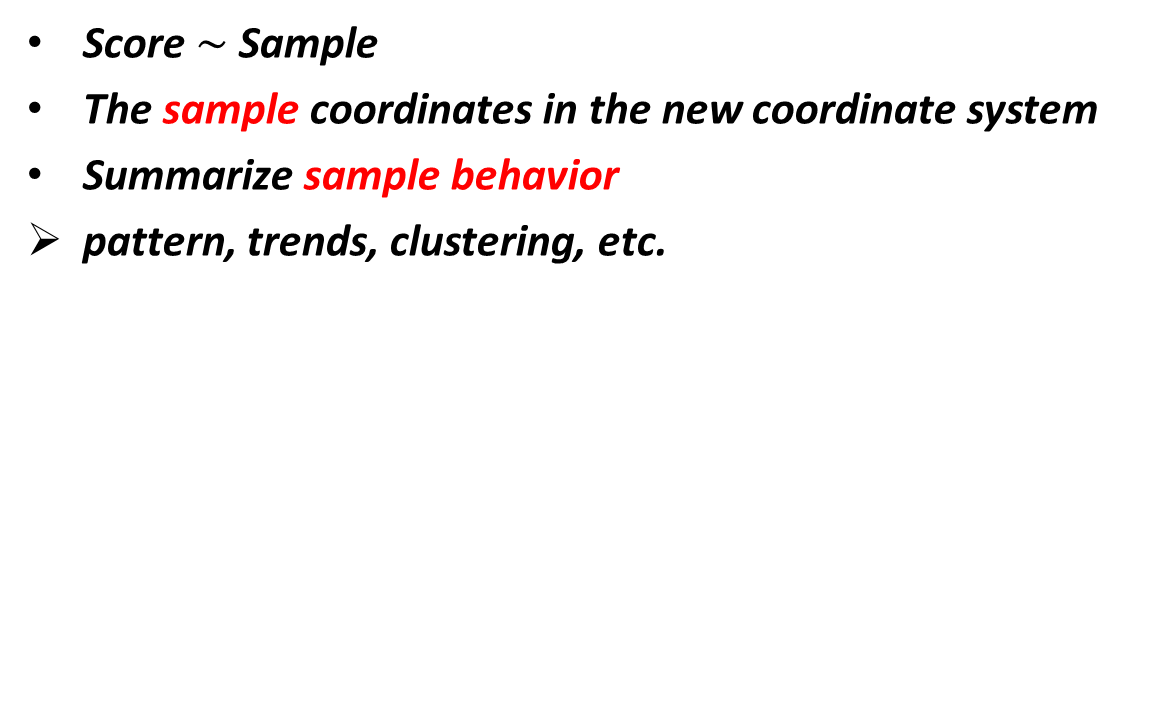 • Score ~ Sample
• The sample coordinates in the new coordinate system
• Summarize sample behavior
➢ pattern, trends, clustering, etc.